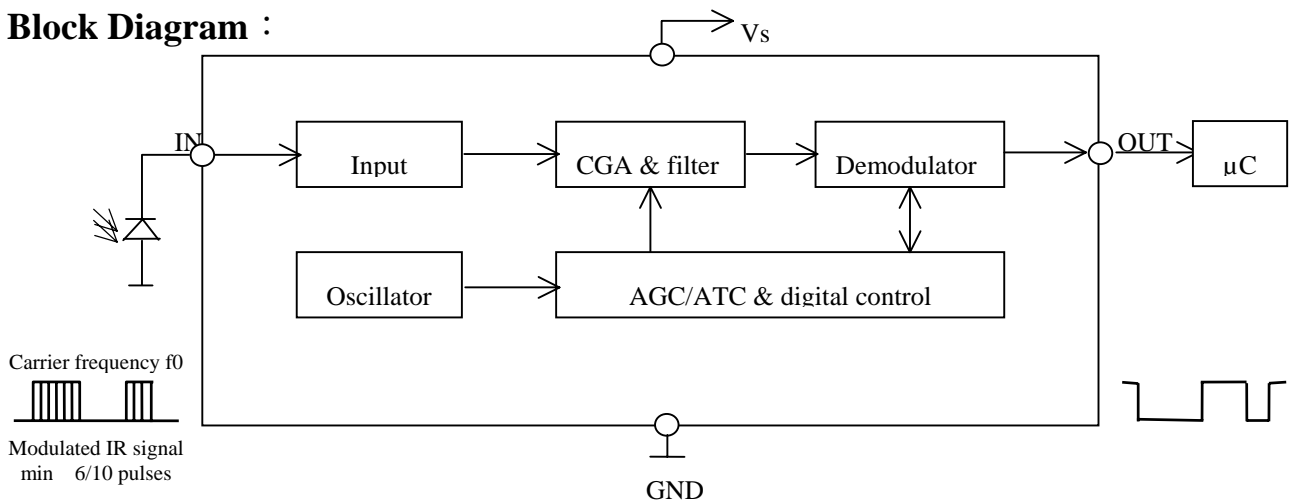 Block Diagram：
Vs
IN
Input
CGA & filter
Demodulator
OUT
µC
Oscillator
AGC/ATC & digital control
Carrier frequency f0
Modulated IR signal
min 6/10 pulses
GND